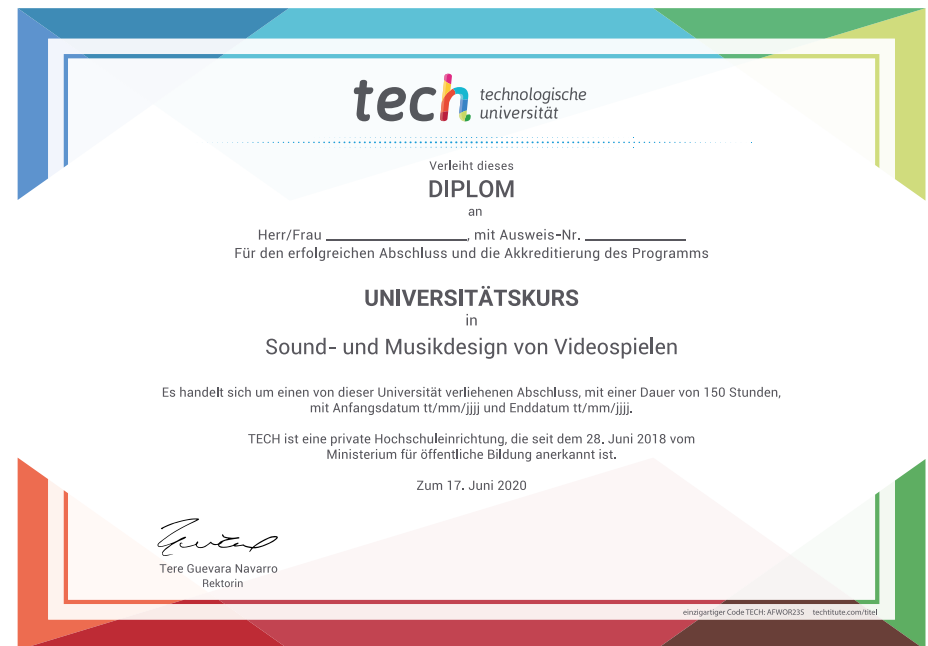 tech technologische
universität
Verleiht dieses
DIPLOM
an
Herr/Frau ____________________, mit Ausweis-Nr. ______________
Für den erfolgreichen Abschluss und die Akkreditierung des Programms
UNIVERSITÄTSKURS
in
Sound- und Musikdesign von Videospielen
Es handelt sich um einen von dieser Universität verliehenen Abschluss, mit einer Dauer von 150 Stunden,
mit Anfangsdatum tt/mm/jjjj und Enddatum tt/mm/jjjj.
TECH ist eine private Hochschuleinrichtung, die seit dem 28. Juni 2018 vom
Ministerium für öffentliche Bildung anerkannt ist.
Zum 17. Juni 2020
Tere Guevara Navarro
Rektorin
einzigartiger Code TECH: AFWOR23S techtitute.com/titel